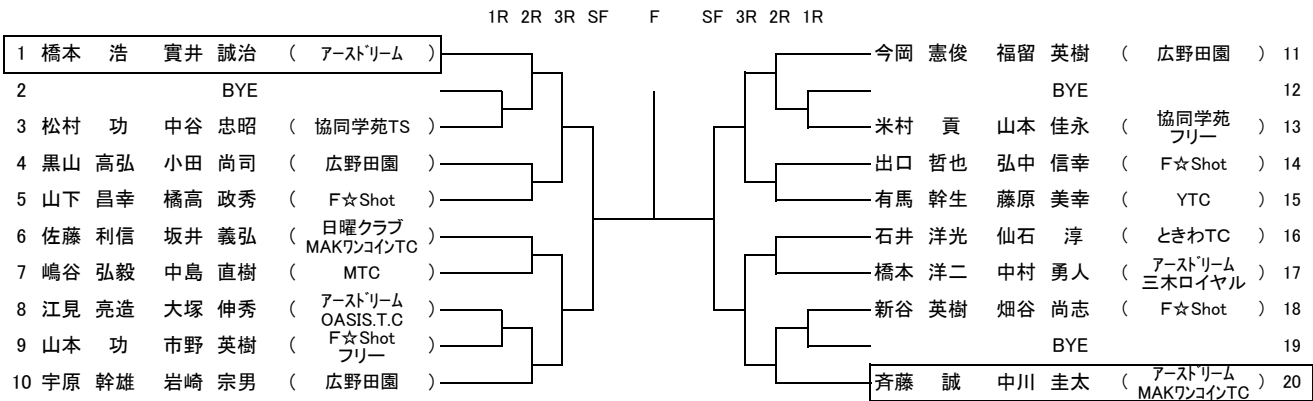 1R 2R 3R SF F SF 3R 2R 1R
1 橋本 浩 實井 誠治 ( アースドリーム )
2 BYE
3 松村 功 中谷 忠昭 ( 協同学苑TS )
4 黒山 高弘 小田 尚司 ( 広野田園 )
5 山下 昌幸 橘高 政秀 ( F☆Shot )
6 佐藤 利信 坂井 義弘 ( 日曜クラブ MAKワンコインTC )
7 嶋谷 弘毅 中島 直樹 ( MTC )
8 江見 亮造 大塚 伸秀 ( アースドリーム OASIS.T.C )
9 山本 功 市野 英樹 ( F☆Shot フリー )
10 宇原 幹雄 岩崎 宗男 ( 広野田園 )
今岡 憲俊 福留 英樹 ( 広野田園 ) 11
BYE 12
米村 貢 山本 佳永 ( 協同学苑 フリー ) 13
出口 哲也 弘中 信幸 ( F☆Shot ) 14
有馬 幹生 藤原 美幸 ( YTC ) 15
石井 洋光 仙石 淳 ( ときわTC ) 16
橋本 洋二 中村 勇人 ( アースドリーム 三木ロイヤル ) 17
新谷 英樹 畑谷 尚志 ( F☆Shot ) 18
BYE 19
斉藤 誠 中川 圭太 ( アースドリーム MAKワンコインTC ) 20